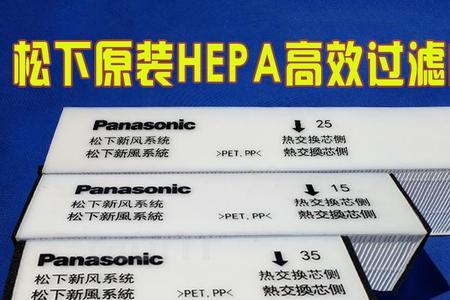 松下原装HEPA高效过滤
Panasonic
松下新风系统
松下新風系統
>PET, PP<
↓ 25
热交换芯侧
熱交換芯側
Panasonic
松下新风系统
松下新風系統
>PET, PP<
↓ 15
热交换芯侧
熱交換芯側
Panasonic
松下新风系统
松下新風系統
>PET, PP<
↓ 35
热交换芯侧
熱交換芯側